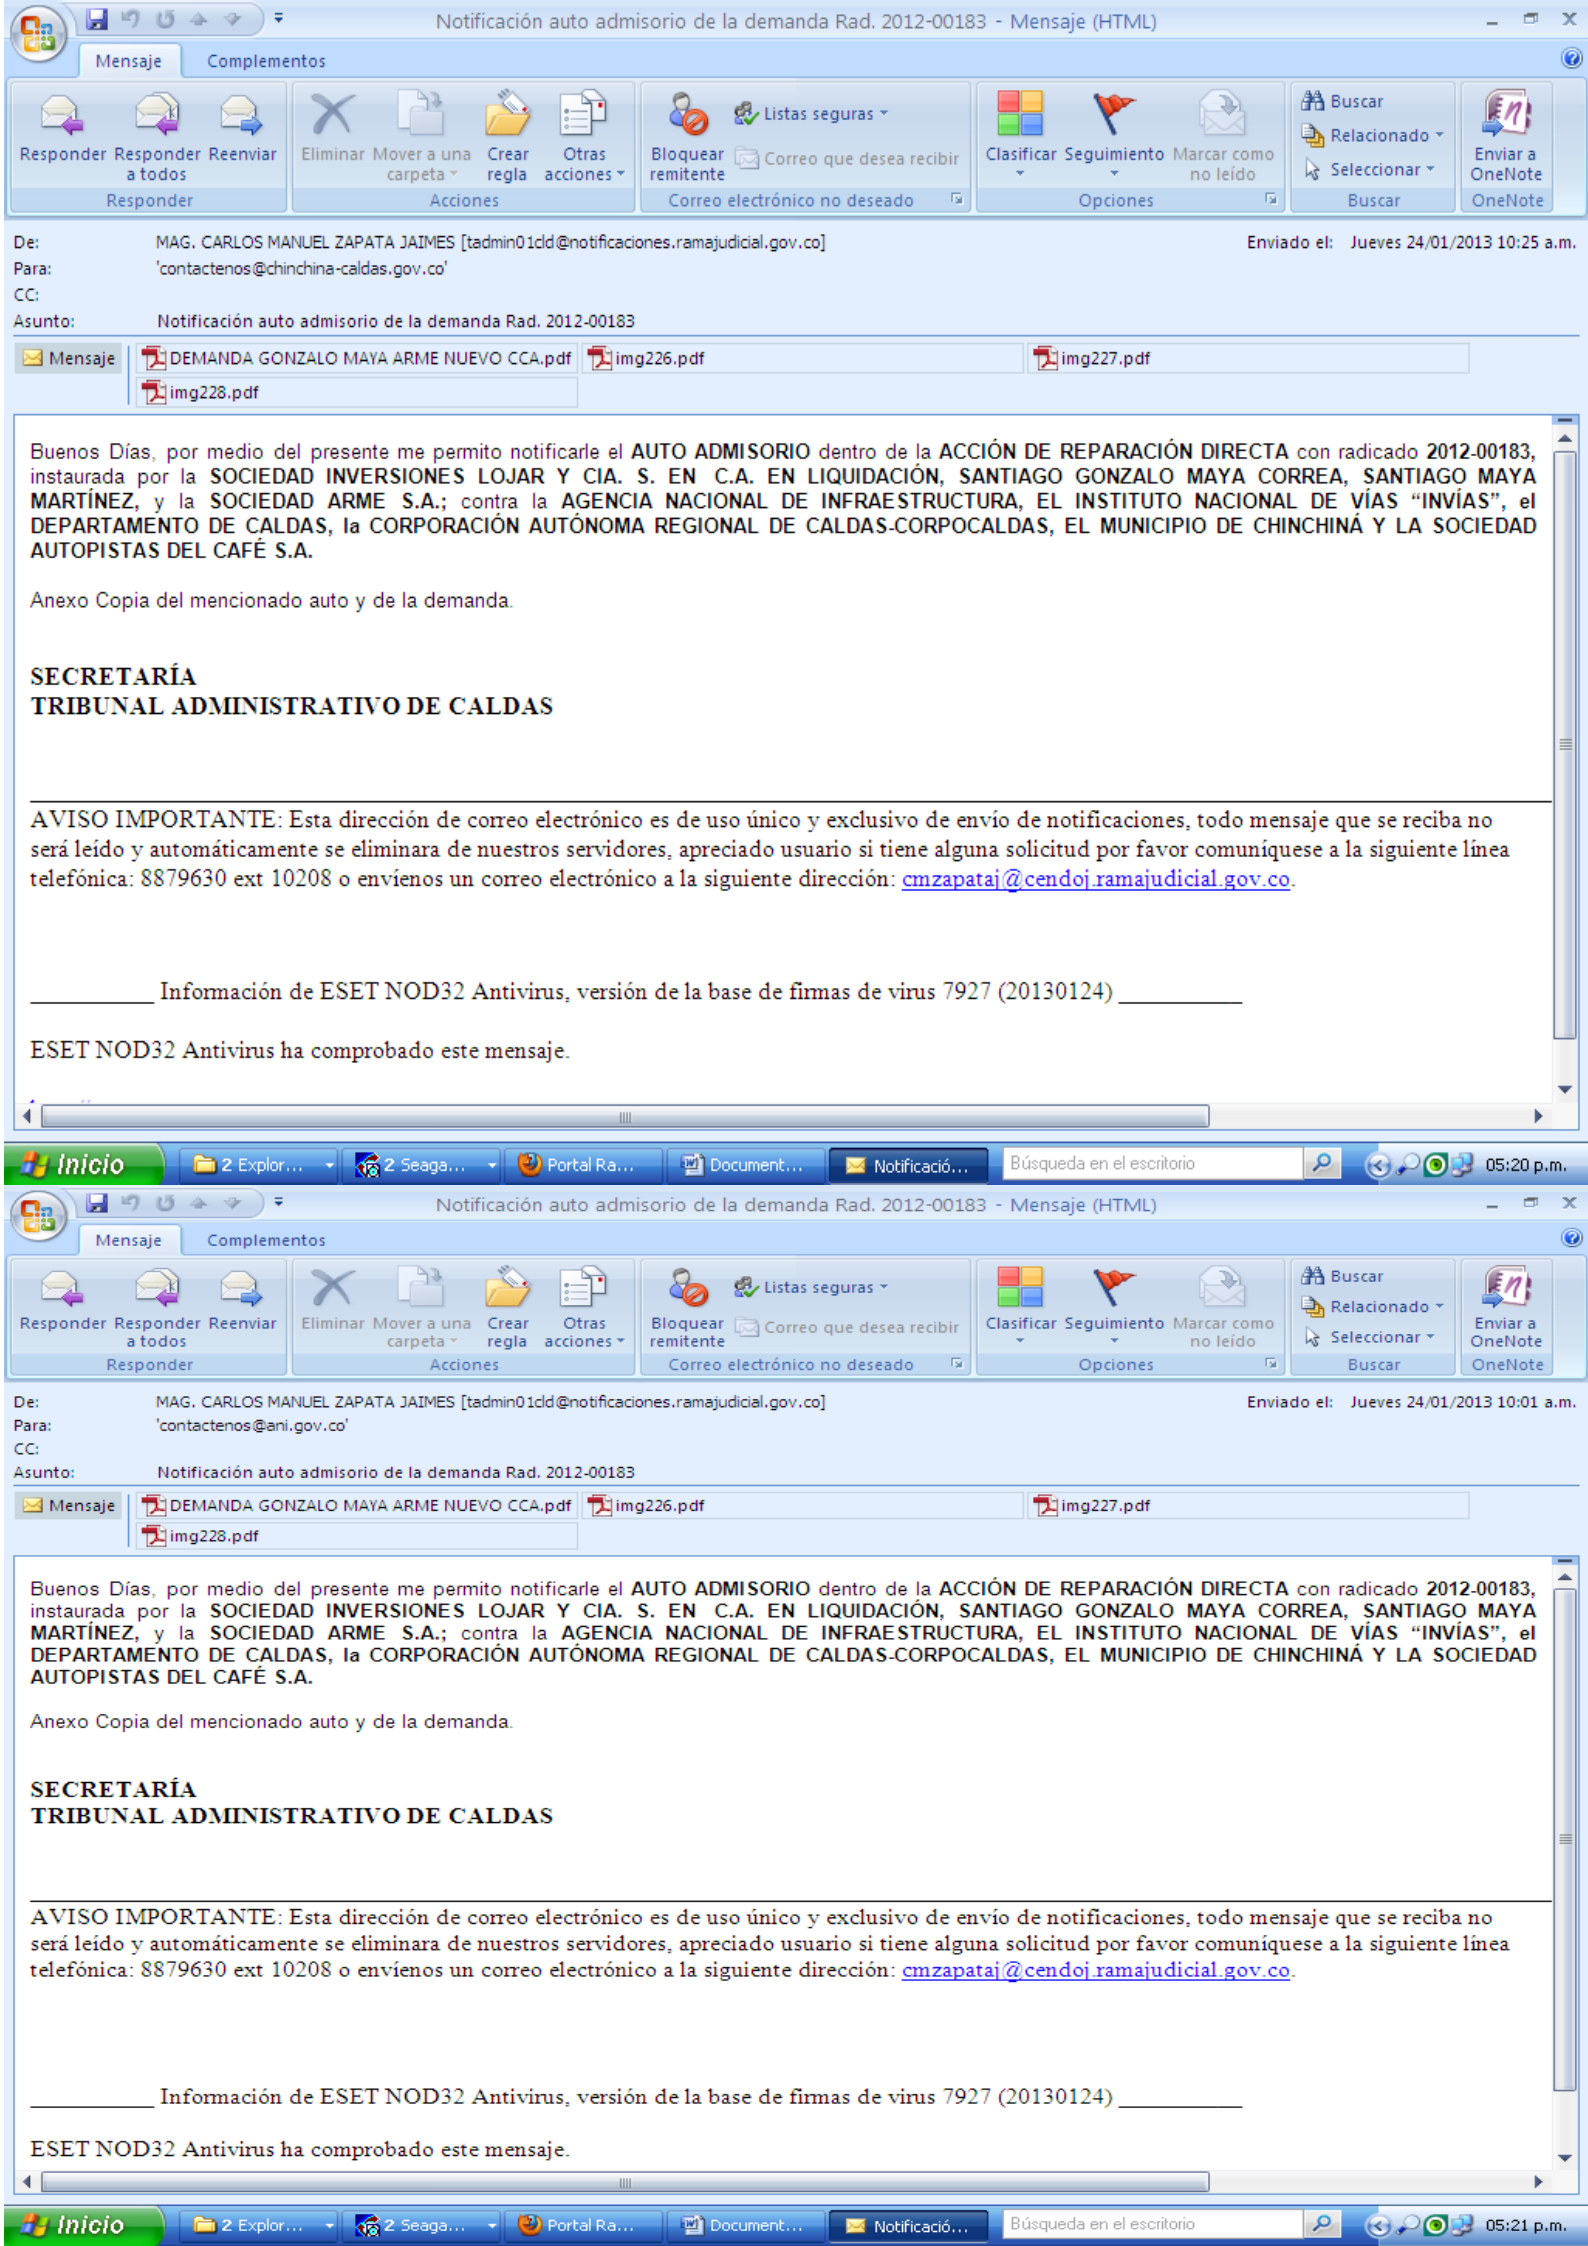 Notificación auto admisorio de la demanda Rad. 2012-00183 - Mensaje (HTML)
Mensaje Complementos
Responder Responder a todos Reenviar
Eliminar Mover a una carpeta Crear regla Otras acciones
Bloquear remitente Listas seguras Correo que desea recibir
Clasificar Seguimiento Marcar como no leído
Buscar Relacionado Seleccionar
Enviar a OneNote
Responder Acciones Correo electrónico no deseado Opciones Buscar OneNote
De: MAG. CARLOS MANUEL ZAPATA JAIMES [tadmin01cld@notificaciones.ramajudicial.gov.co] Enviado el: Jueves 24/01/2013 10:25 a.m.
Para: 'contactenos@chinchina-caldas.gov.co'
CC:
Asunto: Notificación auto admisorio de la demanda Rad. 2012-00183
Mensaje DEMANDA GONZALO MAYA ARME NUEVO CCA.pdf img226.pdf img227.pdf
img228.pdf
Buenos Días, por medio del presente me permito notificarle el AUTO ADMISORIO dentro de la ACCIÓN DE REPARACIÓN DIRECTA con radicado 2012-00183,
instaurada por la SOCIEDAD INVERSIONES LOJAR Y CIA. S. EN C.A. EN LIQUIDACIÓN, SANTIAGO GONZALO MAYA CORREA, SANTIAGO MAYA
MARTÍNEZ, y la SOCIEDAD ARME S.A.; contra la AGENCIA NACIONAL DE INFRAESTRUCTURA, EL INSTITUTO NACIONAL DE VÍAS “INVÍAS”, el
DEPARTAMENTO DE CALDAS, la CORPORACIÓN AUTÓNOMA REGIONAL DE CALDAS-CORPOCALDAS, EL MUNICIPIO DE CHINCHINÁ Y LA SOCIEDAD
AUTOPISTAS DEL CAFÉ S.A.
Anexo Copia del mencionado auto y de la demanda.
SECRETARÍA
TRIBUNAL ADMINISTRATIVO DE CALDAS
AVISO IMPORTANTE: Esta dirección de correo electrónico es de uso único y exclusivo de envío de notificaciones, todo mensaje que se reciba no
será leído y automáticamente se eliminara de nuestros servidores, apreciado usuario si tiene alguna solicitud por favor comuníquese a la siguiente línea
telefónica: 8879630 ext 10208 o envíenos un correo electrónico a la siguiente dirección: cmzapataj@cendoj.ramajudicial.gov.co.
__________ Información de ESET NOD32 Antivirus, versión de la base de firmas de virus 7927 (20130124) __________
ESET NOD32 Antivirus ha comprobado este mensaje.
Inicio 2 Explor... 2 Seaga... Portal Ra... Document... Notificació... Búsqueda en el escritorio 05:20 p.m.
Notificación auto admisorio de la demanda Rad. 2012-00183 - Mensaje (HTML)
Mensaje Complementos
Responder Responder a todos Reenviar
Eliminar Mover a una carpeta Crear regla Otras acciones
Bloquear remitente Listas seguras Correo que desea recibir
Clasificar Seguimiento Marcar como no leído
Buscar Relacionado Seleccionar
Enviar a OneNote
Responder Acciones Correo electrónico no deseado Opciones Buscar OneNote
De: MAG. CARLOS MANUEL ZAPATA JAIMES [tadmin01cld@notificaciones.ramajudicial.gov.co] Enviado el: Jueves 24/01/2013 10:01 a.m.
Para: 'contactenos@ani.gov.co'
CC:
Asunto: Notificación auto admisorio de la demanda Rad. 2012-00183
Mensaje DEMANDA GONZALO MAYA ARME NUEVO CCA.pdf img226.pdf img227.pdf
img228.pdf
Buenos Días, por medio del presente me permito notificarle el AUTO ADMISORIO dentro de la ACCIÓN DE REPARACIÓN DIRECTA con radicado 2012-00183,
instaurada por la SOCIEDAD INVERSIONES LOJAR Y CIA. S. EN C.A. EN LIQUIDACIÓN, SANTIAGO GONZALO MAYA CORREA, SANTIAGO MAYA
MARTÍNEZ, y la SOCIEDAD ARME S.A.; contra la AGENCIA NACIONAL DE INFRAESTRUCTURA, EL INSTITUTO NACIONAL DE VÍAS “INVÍAS”, el
DEPARTAMENTO DE CALDAS, la CORPORACIÓN AUTÓNOMA REGIONAL DE CALDAS-CORPOCALDAS, EL MUNICIPIO DE CHINCHINÁ Y LA SOCIEDAD
AUTOPISTAS DEL CAFÉ S.A.
Anexo Copia del mencionado auto y de la demanda.
SECRETARÍA
TRIBUNAL ADMINISTRATIVO DE CALDAS
AVISO IMPORTANTE: Esta dirección de correo electrónico es de uso único y exclusivo de envío de notificaciones, todo mensaje que se reciba no
será leído y automáticamente se eliminara de nuestros servidores, apreciado usuario si tiene alguna solicitud por favor comuníquese a la siguiente línea
telefónica: 8879630 ext 10208 o envíenos un correo electrónico a la siguiente dirección: cmzapataj@cendoj.ramajudicial.gov.co.
__________ Información de ESET NOD32 Antivirus, versión de la base de firmas de virus 7927 (20130124) __________
ESET NOD32 Antivirus ha comprobado este mensaje.
Inicio 2 Explor... 2 Seaga... Portal Ra... Document... Notificació... Búsqueda en el escritorio 05:21 p.m.